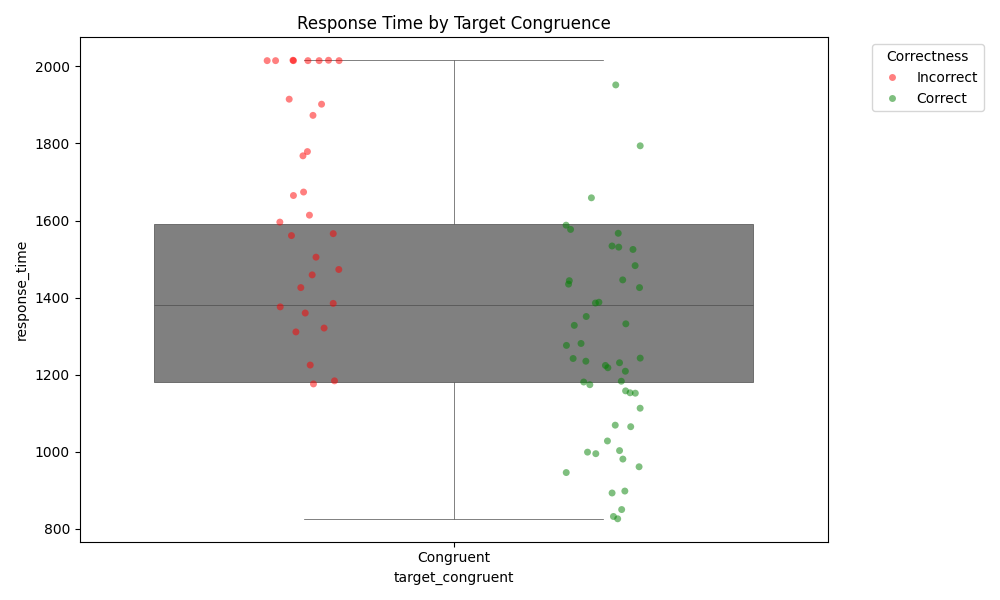 Response Time by Target Congruence
Correctness
Incorrect
Correct
2000
1800
1600
1400
1200
1000
800
response_time
Congruent
target_congruent